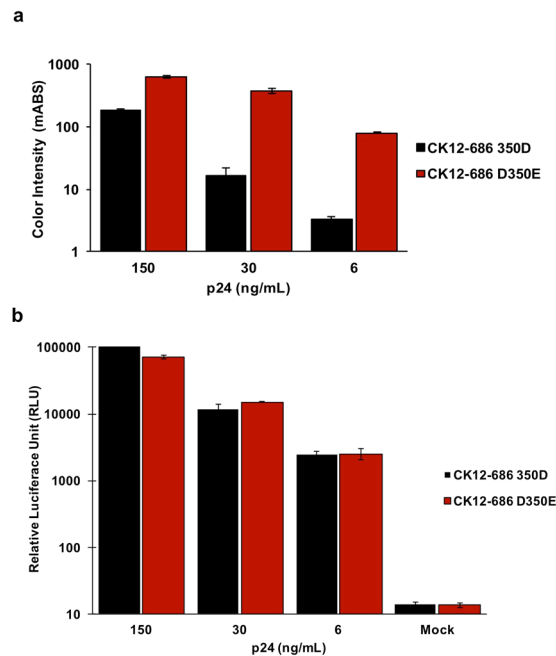 a
1000
100
10
1
Color Intensity (mABS)
150 30 6
p24 (ng/mL)
CK12-686 350D
CK12-686 D350E
b
100000
10000
1000
100
10
Relative Luciferace Unit (RLU)
150 30 6 Mock
p24 (ng/mL)
CK12-686 350D
CK12-686 D350E